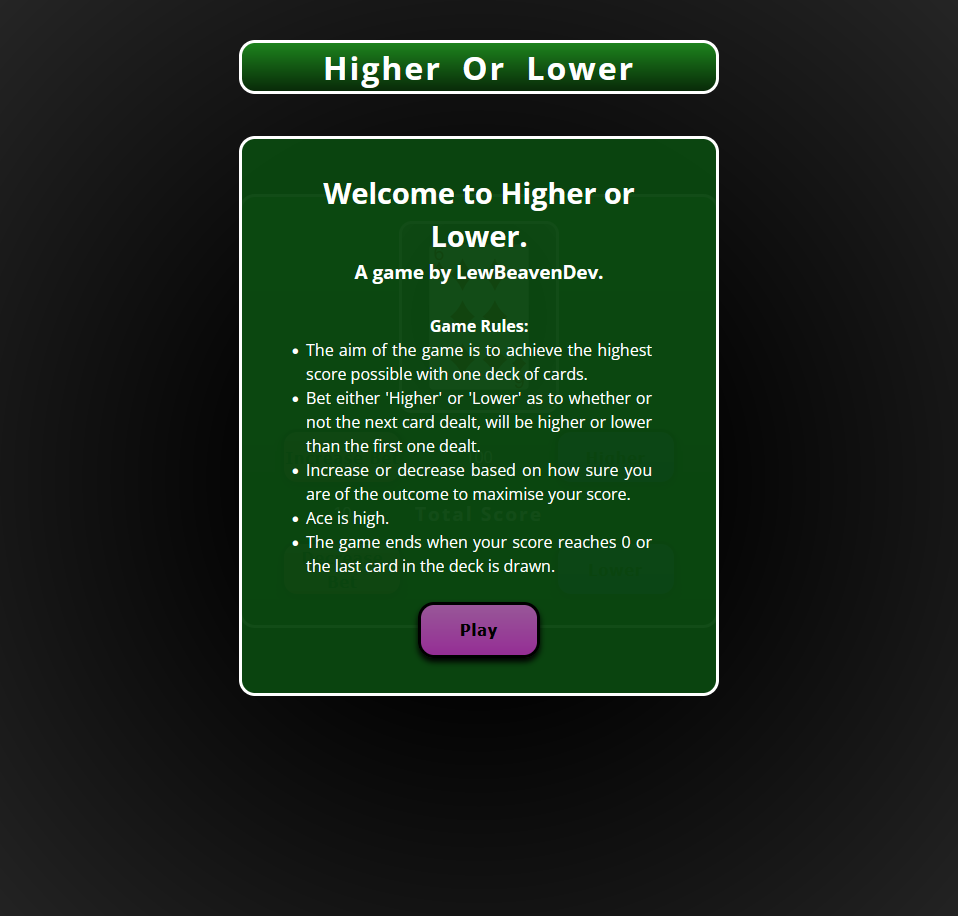 Higher Or Lower
Welcome to Higher or
Lower.
A game by LewBeavenDev.
Game Rules:
• The aim of the game is to achieve the highest
score possible with one deck of cards.
• Bet either 'Higher' or 'Lower' as to whether or
not the next card dealt, will be higher or lower
than the first one dealt.
• Increase or decrease based on how sure you
are of the outcome to maximise your score.
Total Score
• Ace is high.
• The game ends when your score reaches 0 or
the last card in the deck is drawn.
Play